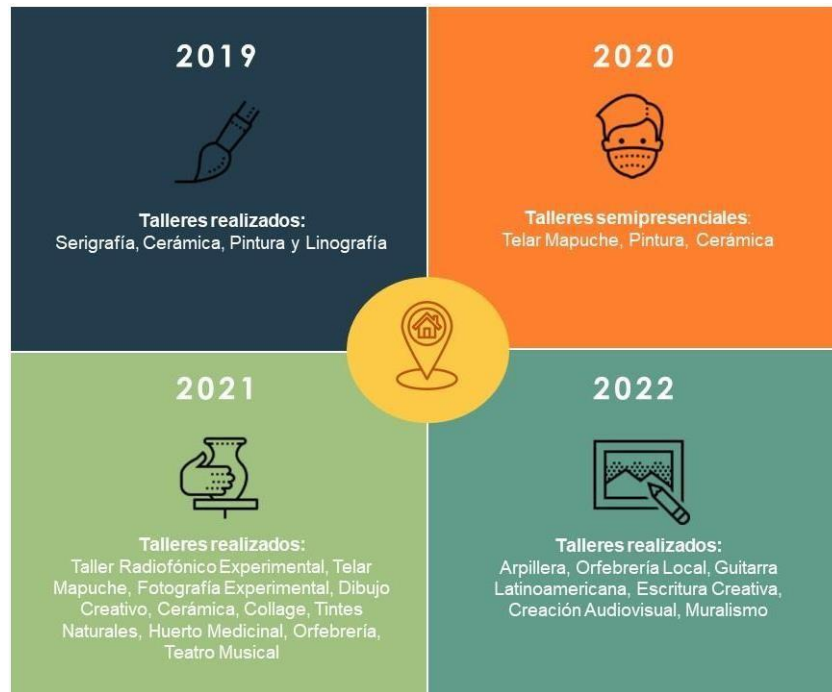 2019
Talleres realizados:
Serigrafía, Cerámica, Pintura y Linografía
2020
Talleres semipresenciales:
Telar Mapuche, Pintura, Cerámica
2021
Talleres realizados:
Taller Radiofónico Experimental, Telar
Mapuche, Fotografía Experimental, Dibujo
Creativo, Cerámica, Collage, Tintes
Naturales, Huerto Medicinal, Orfebrería,
Teatro Musical
2022
Talleres realizados:
Arpillera, Orfebrería Local, Guitarra
Latinoamericana, Escritura Creativa,
Creación Audiovisual, Muralismo